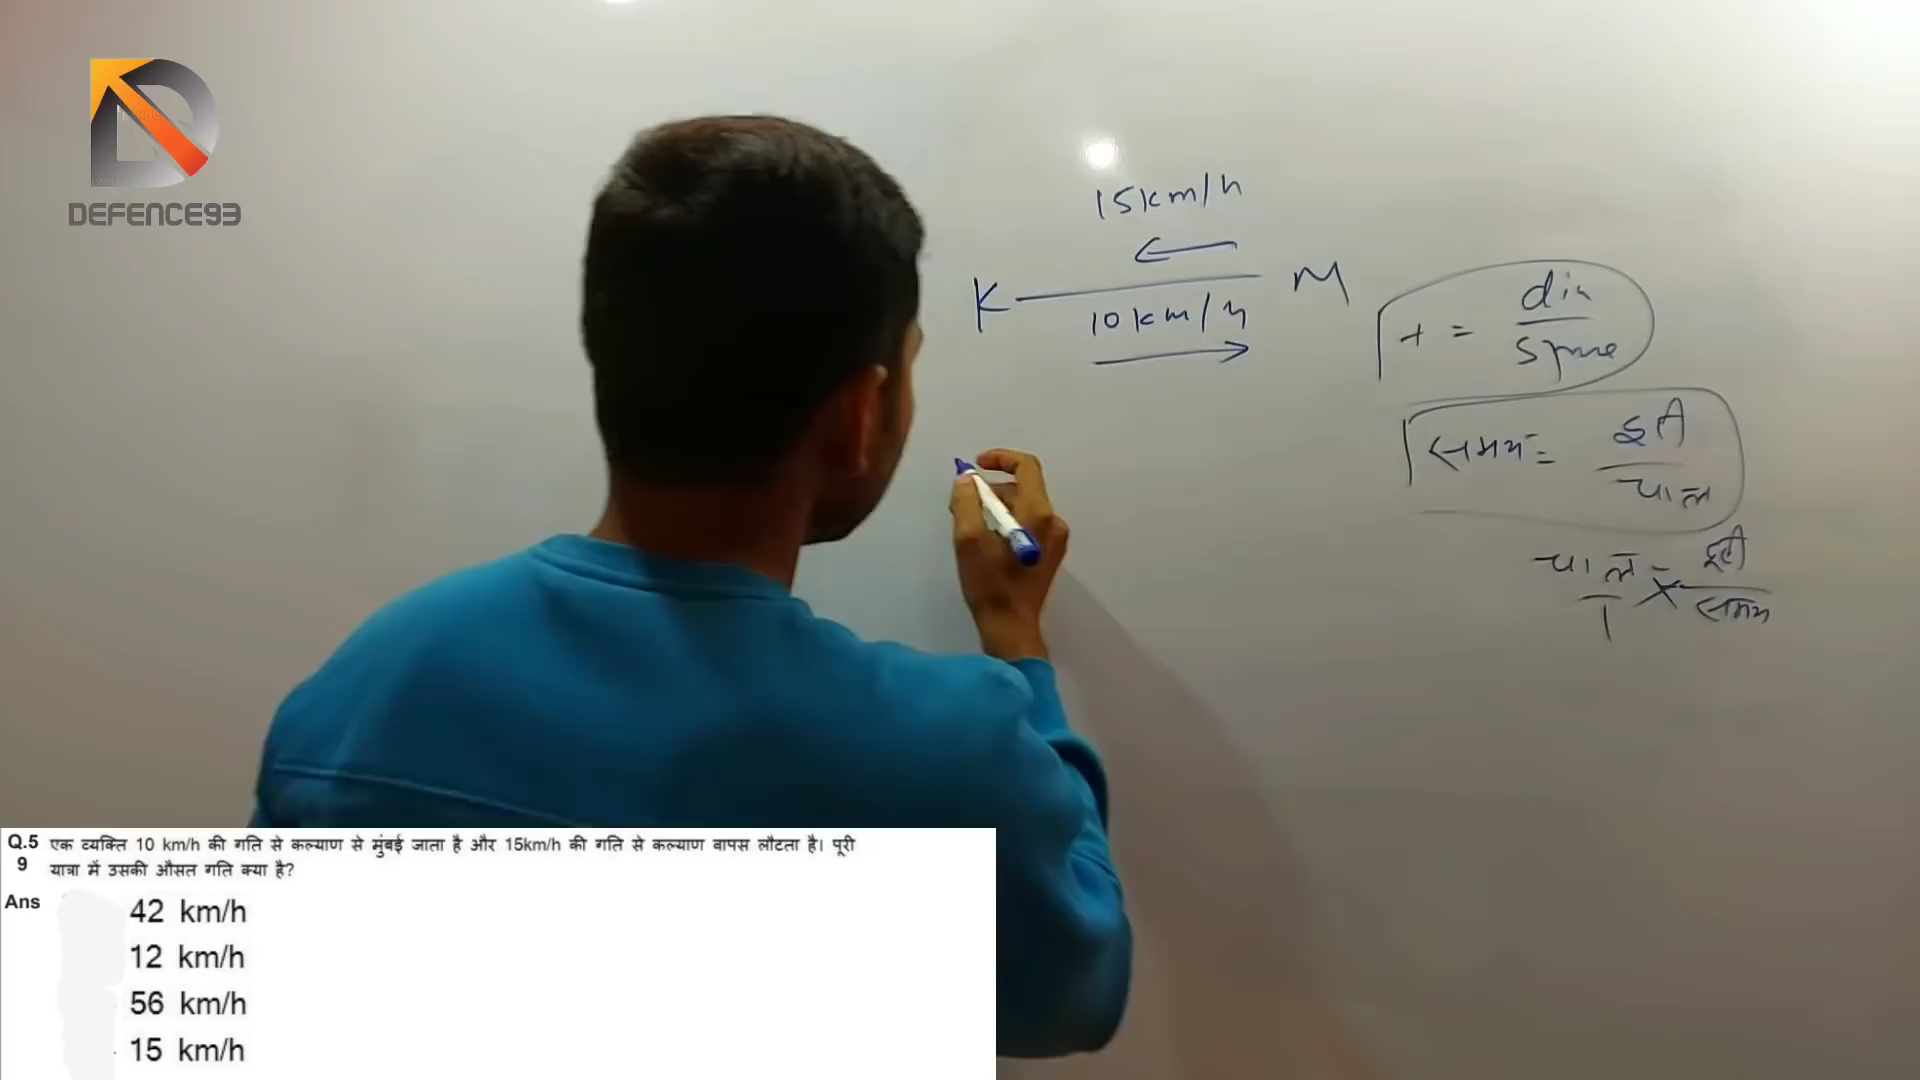 DEFENCE93
15km/h
K M
10km/h
t = dis
समय = दूरी
चाल
चाल = दूरी
1 समय
Q.5 एक व्यक्ति 10 km/h की गति से कल्याण से मुंबई जाता है और 15km/h की गति से कल्याण वापस लौटता है। पूरी
9 यात्रा में उसकी औसत गति क्या है?
Ans
42 km/h
12 km/h
56 km/h
15 km/h